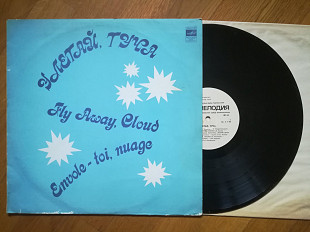 УЛЕТАЙ, ТУЧА
Fly Away, Cloud
Envole-toi, nuage
МЕЛОДИЯ